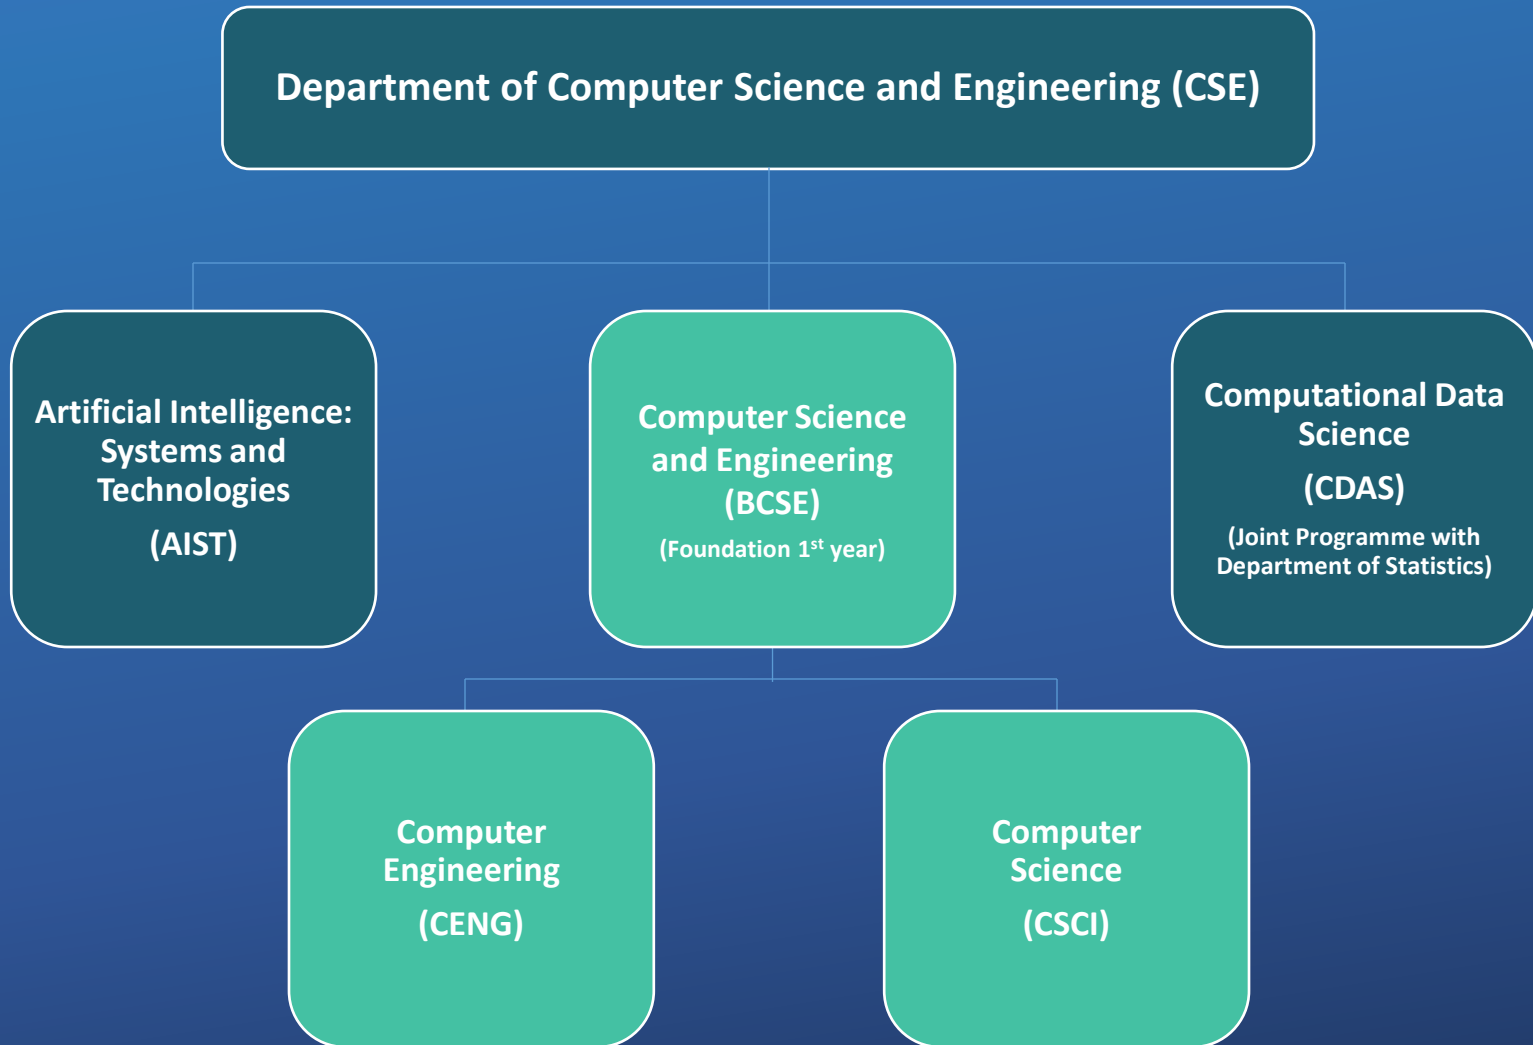 Department of Computer Science and Engineering (CSE)
Artificial Intelligence:
Systems and
Technologies
(AIST)
Computer Science
and Engineering
(BCSE)
(Foundation 1st year)
Computational Data
Science
(CDAS)
(Joint Programme with
Department of Statistics)
Computer
Engineering
(CENG)
Computer
Science
(CSCI)